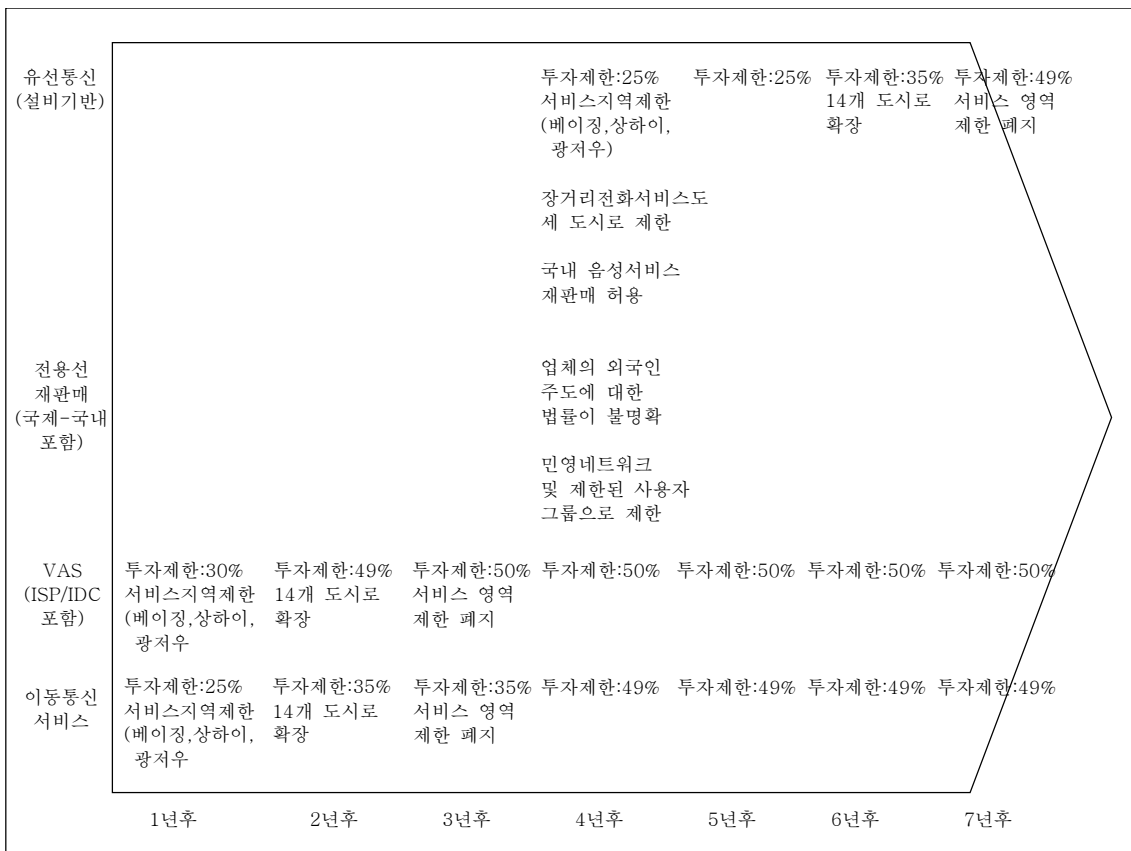 유선통신
(설비기반)
투자제한:25%
서비스지역제한
(베이징,상하이,
광저우)
장거리전화서비스도
세 도시로 제한
국내 음성서비스
재판매 허용
투자제한:25%
투자제한:35%
14개 도시로
확장
투자제한:49%
서비스 영역
제한 폐지
전용선
재판매
(국제-국내
포함)
업체의 외국인
주도에 대한
법률이 불명확
민영네트워크
및 제한된 사용자
그룹으로 제한
VAS
(ISP/IDC
포함)
투자제한:30%
서비스지역제한
(베이징,상하이,
광저우
투자제한:49%
14개 도시로
확장
투자제한:50%
서비스 영역
제한 폐지
투자제한:50%
투자제한:50%
투자제한:50%
투자제한:50%
이동통신
서비스
투자제한:25%
서비스지역제한
(베이징,상하이,
광저우
투자제한:35%
14개 도시로
확장
투자제한:35%
서비스 영역
제한 폐지
투자제한:49%
투자제한:49%
투자제한:49%
투자제한:49%
1년후
2년후
3년후
4년후
5년후
6년후
7년후